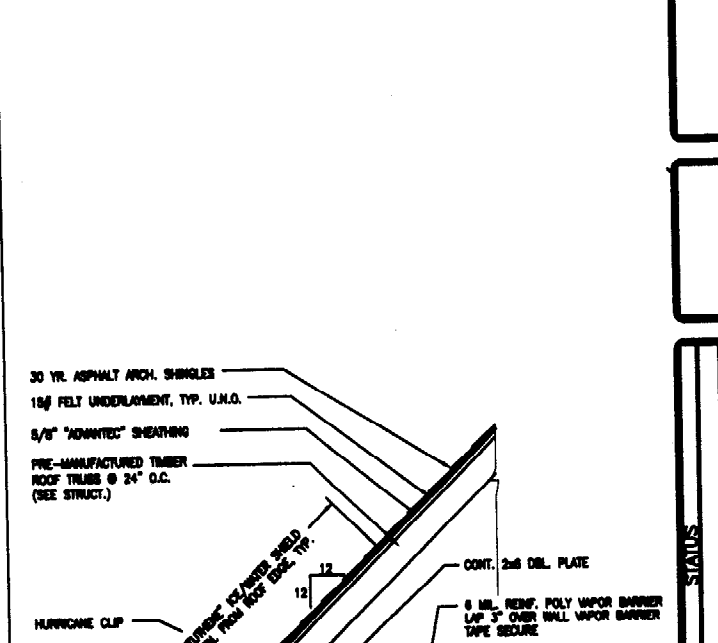 30 YR. ASPHALT ARCH. SHINGLES
15# FELT UNDERLAYMENT, TYP. U.N.O.
5/8" "ADVANTEC" SHEATHING
PRE-MANUFACTURED TIMBER
ROOF TRUSS @ 24" O.C.
(SEE STRUCT.)
ICE/WATER SHIELD
FROM ROOF EDGE, TYP.
12
12
HURRICANE CLIP
CONT. 2x6 DBL. PLATE
6 MIL. REINF. POLY VAPOR BARRIER
LAP 3" OVER WALL VAPOR BARRIER
TAPE SECURE
STATUS